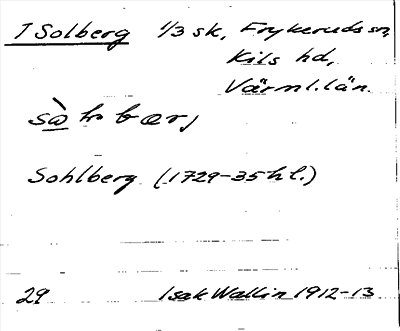 1 Solberg 1/3 sk, Frykeruds sn,
Kils hd,
Värml. län.
Sohlberg (1729-35 hl.)
29 Isak Wallin 1912-13